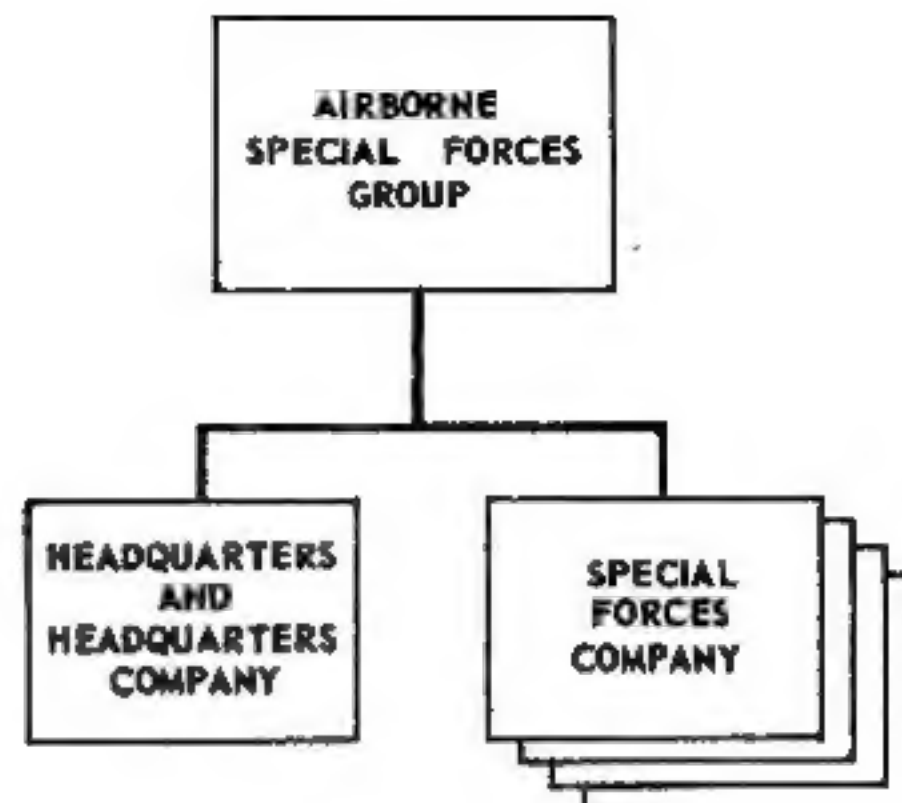 AIRBORNE
SPECIAL FORCES
GROUP
HEADQUARTERS
AND
HEADQUARTERS
COMPANY
SPECIAL
FORCES
COMPANY